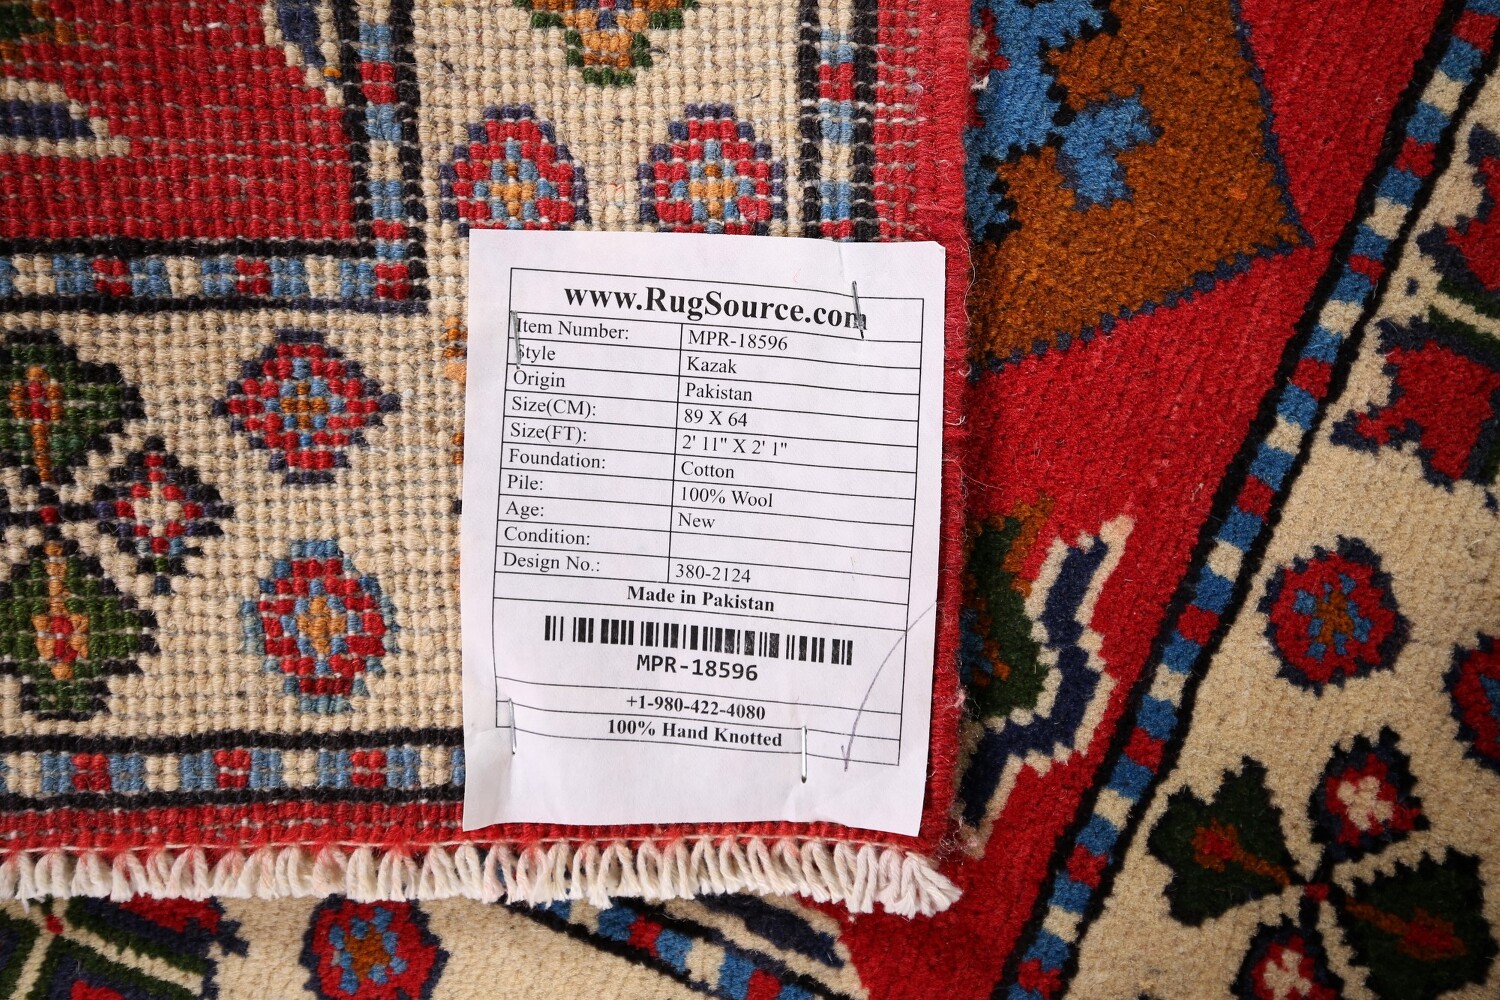 www.RugSource.com
Item Number: MPR-18596
Style Kazak
Origin Pakistan
Size(CM): 89 X 64
Size(FT): 2' 11" X 2' 1"
Foundation: Cotton
Pile: 100% Wool
Age: New
Condition:
Design No.: 380-2124
Made in Pakistan
MPR-18596
+1-980-422-4080
100% Hand Knotted